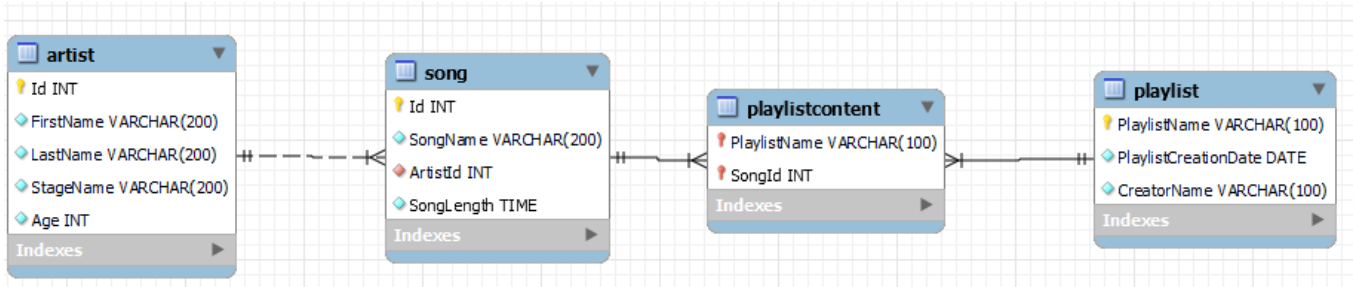 artist
Id INT
FirstName VARCHAR(200)
LastName VARCHAR(200)
StageName VARCHAR(200)
Age INT
Indexes
song
Id INT
SongName VARCHAR(200)
ArtistId INT
SongLength TIME
Indexes
playlistcontent
PlaylistName VARCHAR(100)
SongId INT
Indexes
playlist
PlaylistName VARCHAR(100)
PlaylistCreationDate DATE
CreatorName VARCHAR(100)
Indexes